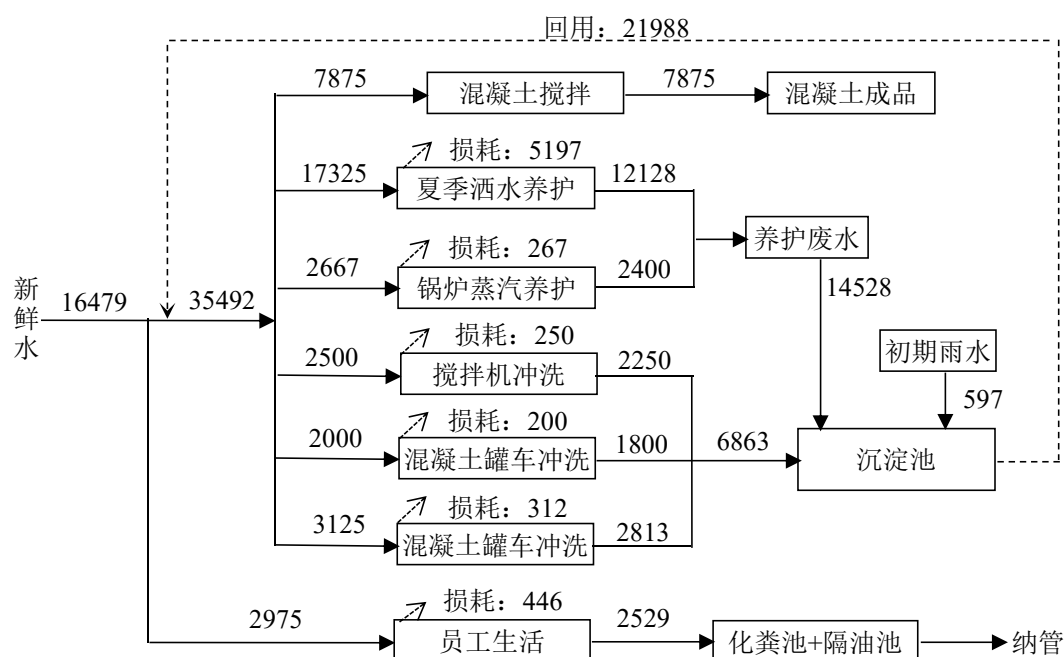 回用：21988
7875
混凝土搅拌
7875
混凝土成品
损耗：5197
17325
夏季洒水养护
12128
损耗：267
2667
锅炉蒸汽养护
2400
养护废水
14528
新
鲜
水
16479
35492
损耗：250
2500
搅拌机冲洗
2250
初期雨水
597
损耗：200
2000
混凝土罐车冲洗
1800
6863
沉淀池
损耗：312
3125
混凝土罐车冲洗
2813
损耗：446
2975
员工生活
2529
化粪池+隔油池
纳管